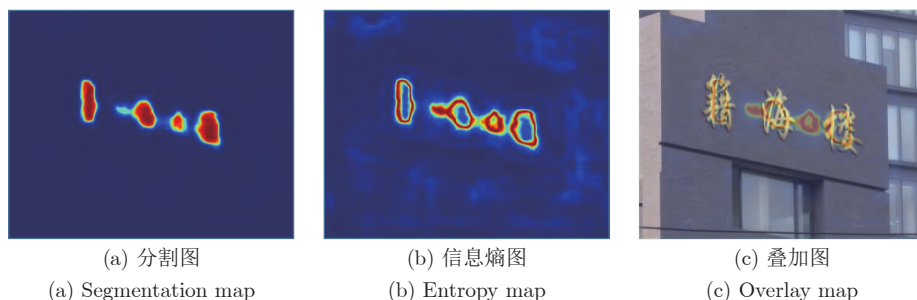 籍海楼
(a) 分割图
(b) 信息熵图
(c) 叠加图
(a) Segmentation map
(b) Entropy map
(c) Overlay map